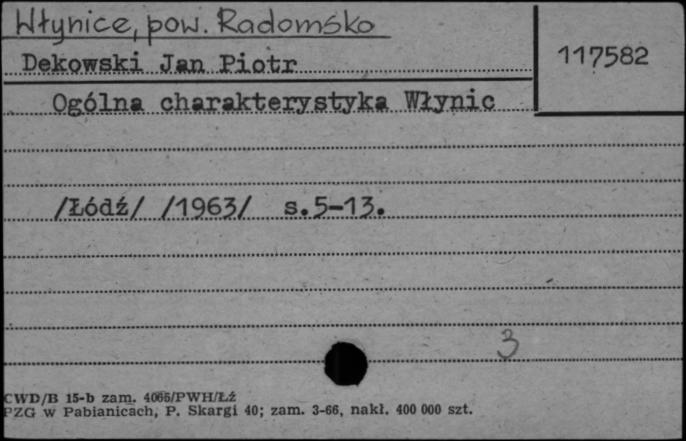 Włynice, pow. Radomsko
117582
Dekowski Jan Piotr
Ogólna charakterystyka Włynic
/Łódź/ /1963/ s.5-13.
3
CWD/B 15-b zam. 4066/PWH/Łź
PZG w Pabianicach, P. Skargi 40; zam. 3-66, nakł. 400 000 szt.